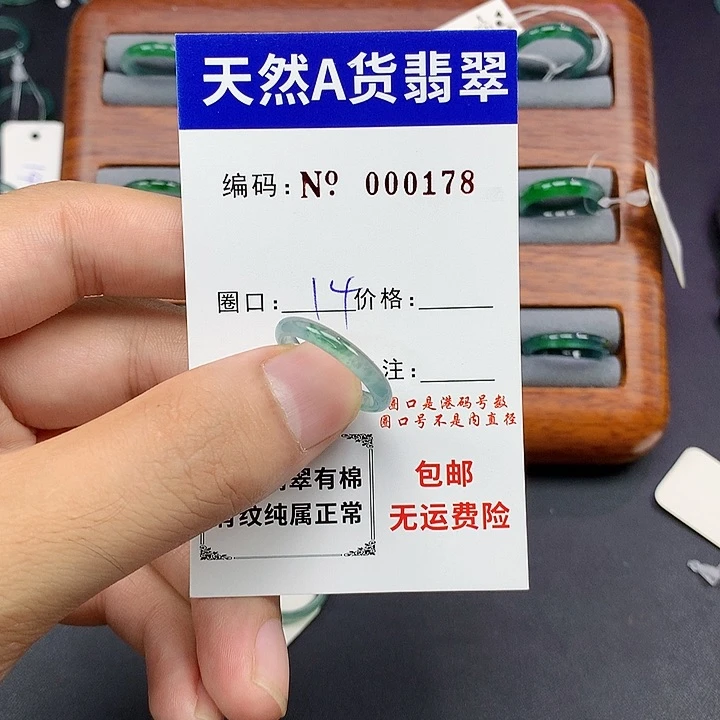 天然A货翡翠
编码:Nº 000178
圈口:14 价格:
注:
圈口是港码号数
圈口号不是内直径
翠有棉
有纹纯属正常
包邮
无运费险